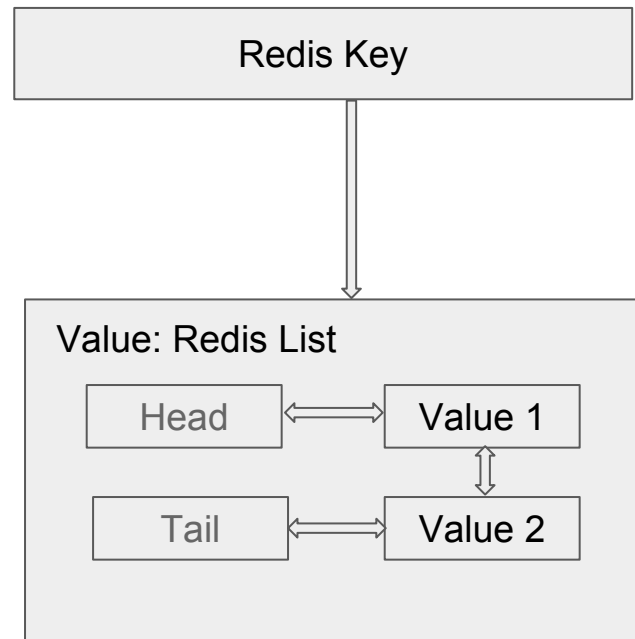 Redis Key
Value: Redis List
Head
Value 1
Tail
Value 2